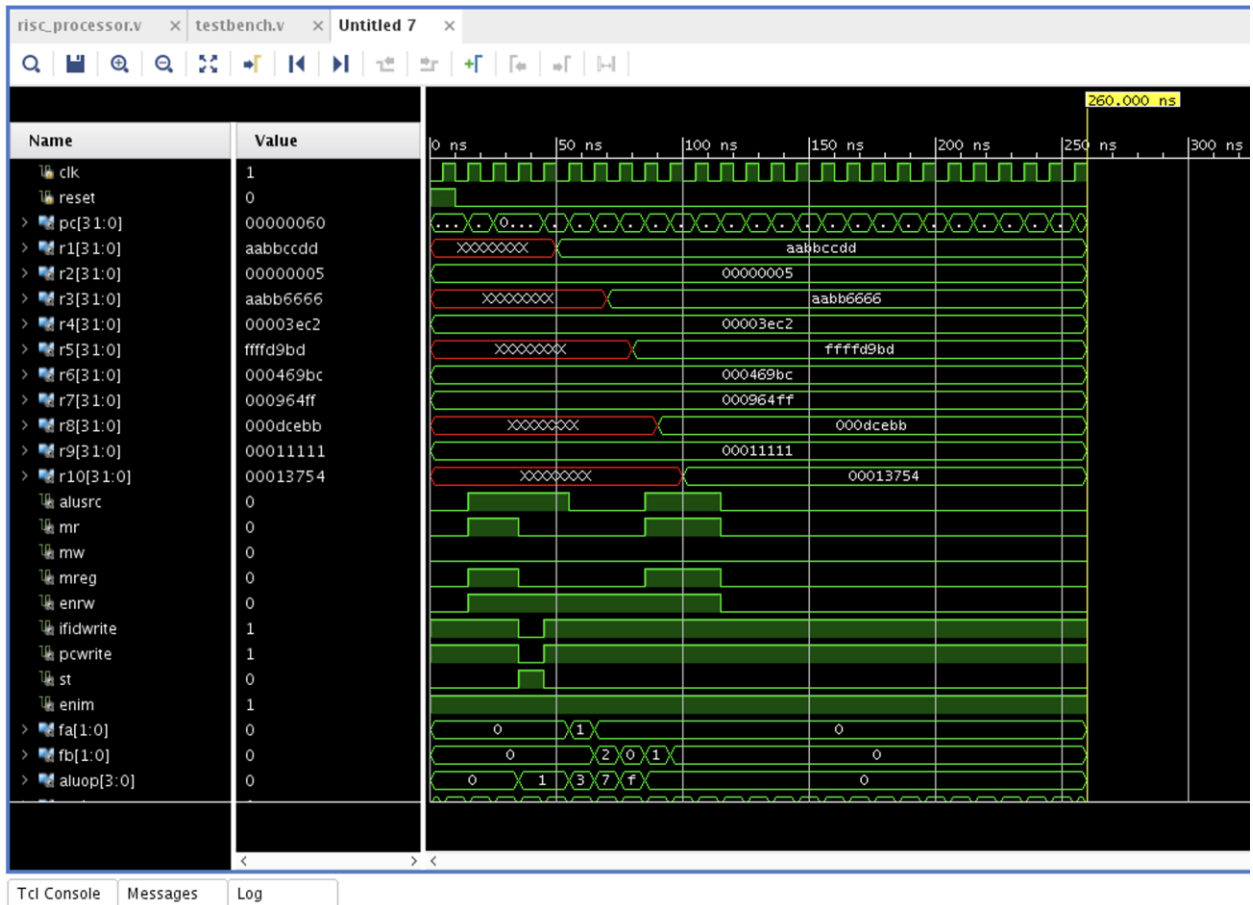 risc_processor.v × testbench.v × Untitled 7 ×
260.000 ns
Name Value
0 ns 50 ns 100 ns 150 ns 200 ns 250 ns 300 ns
clk 1
reset 0
pc[31:0] 00000060 ... . . 0... . . . . . . . . . . . . . . . . . . . . .
r1[31:0] aabbccdd XXXXXXXX aabbccdd
r2[31:0] 00000005 00000005
r3[31:0] aabb6666 XXXXXXXX aabb6666
r4[31:0] 00003ec2 00003ec2
r5[31:0] ffffd9bd XXXXXXXX ffffd9bd
r6[31:0] 000469bc 000469bc
r7[31:0] 000964ff 000964ff
r8[31:0] 000dcebb XXXXXXXX 000dcebb
r9[31:0] 00011111 00011111
r10[31:0] 00013754 XXXXXXXX 00013754
alusrc 0
mr 0
mw 0
mreg 0
enrw 0
ifidwrite 1
pcwrite 1
st 0
enim 1
fa[1:0] 0 0 1 0
fb[1:0] 0 0 2 0 1 0
aluop[3:0] 0 0 1 3 7 f 0
Tcl Console Messages Log